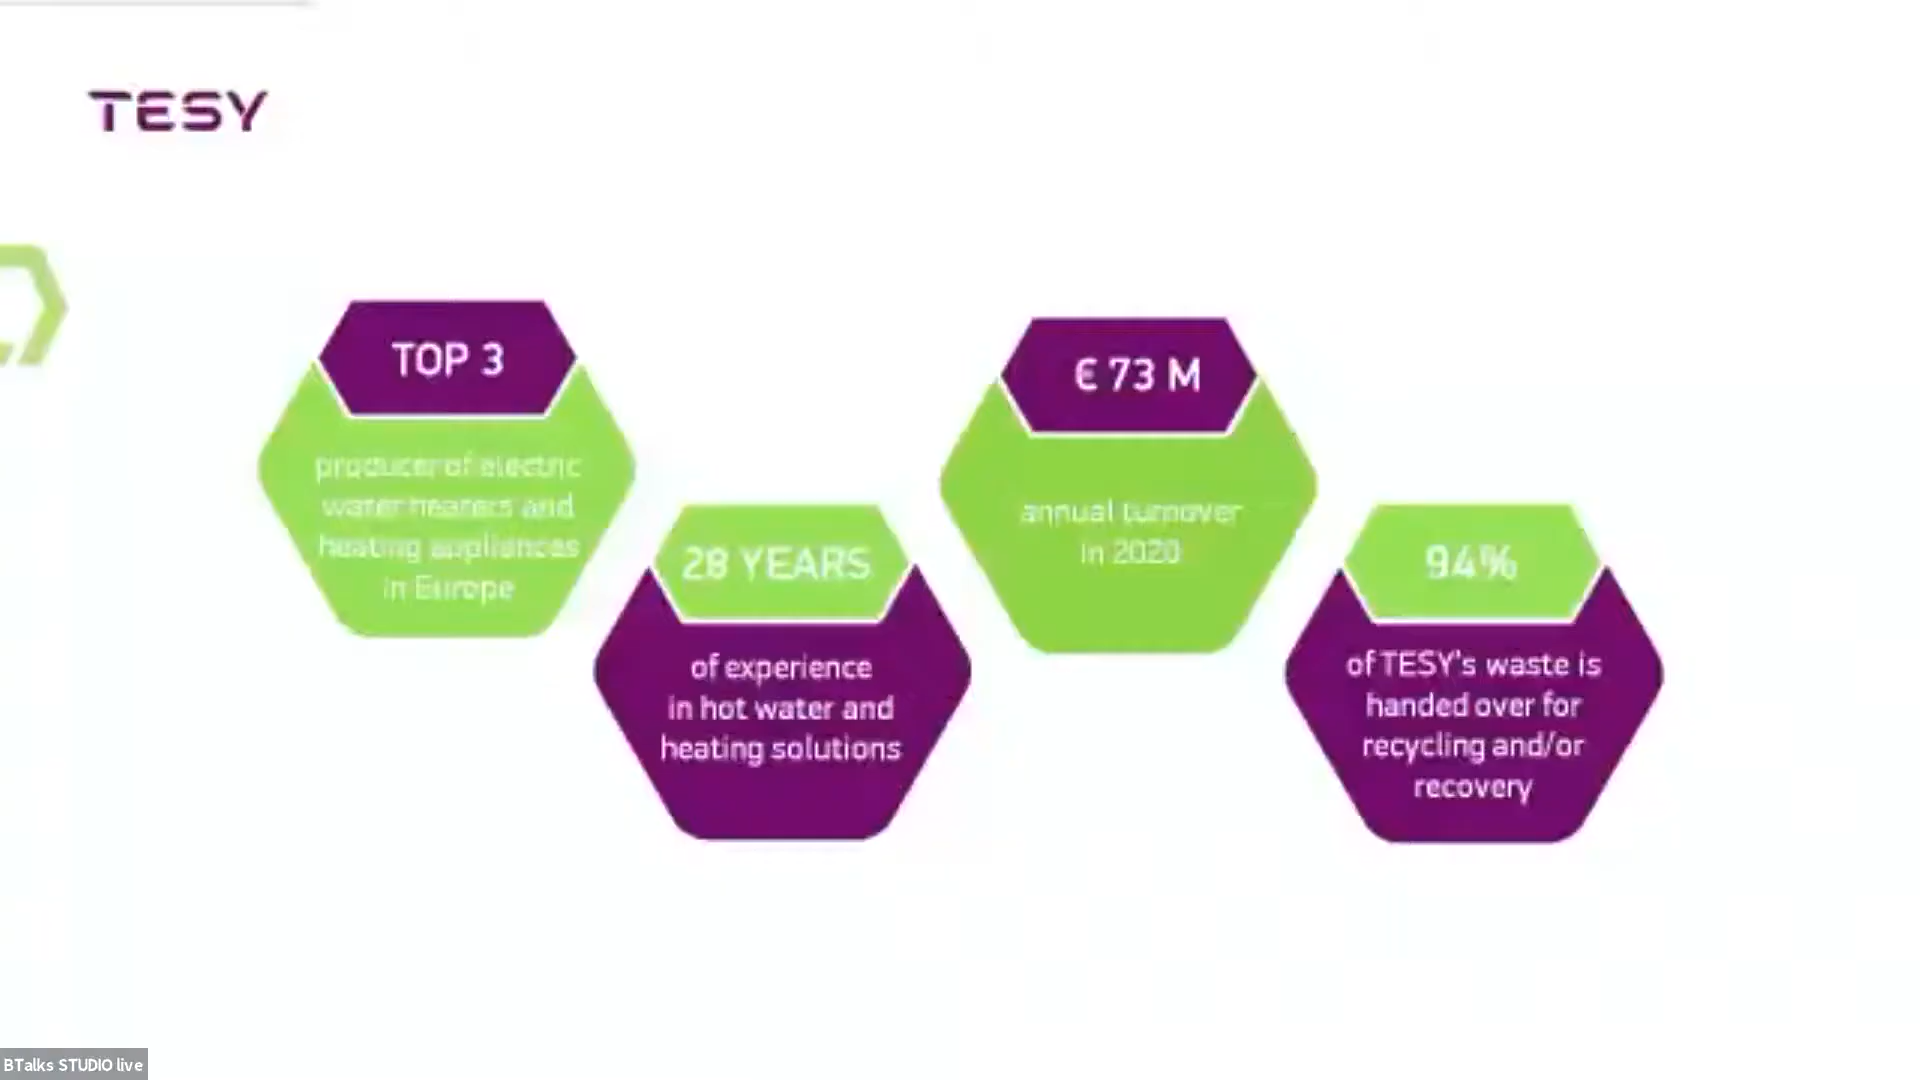 TESY
TOP 3
producer of electric
water heaters and
heating appliances
in Europe
28 YEARS
of experience
in hot water and
heating solutions
€ 73 M
annual turnover
in 2020
94%
of TESY's waste is
handed over for
recycling and/or
recovery
BTalks STUDIO live